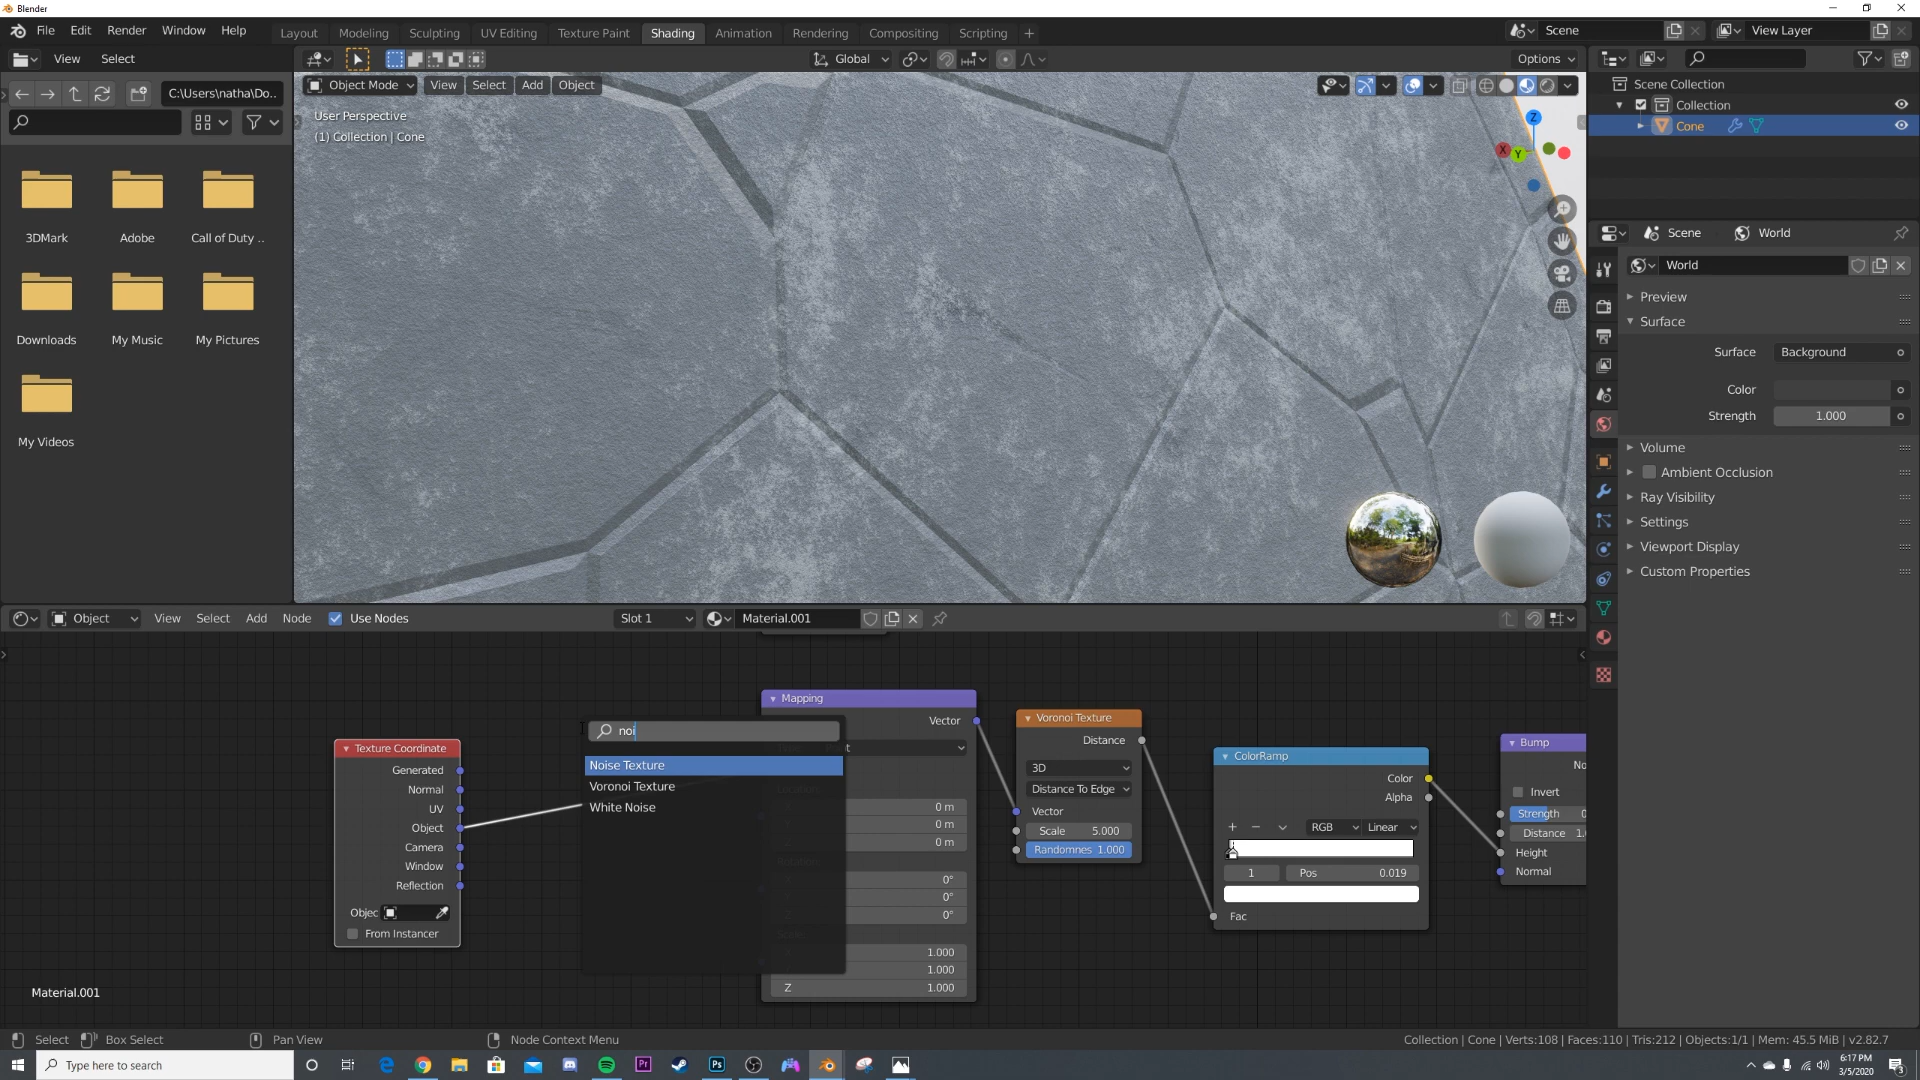 Blender
File Edit Render Window Help
Layout Modeling Sculpting UV Editing Texture Paint Shading Animation Rendering Compositing Scripting +
Scene
View Layer
View Select
Global
Options
C:\Users\natha\Do..
Object Mode View Select Add Object
User Perspective
(1) Collection | Cone
Z
X
Y
3DMark
Adobe
Call of Duty ..
Downloads
My Music
My Pictures
My Videos
Scene Collection
Collection
Cone
Scene
World
World
Preview
Surface
Surface Background
Color
Strength 1.000
Volume
Ambient Occlusion
Ray Visibility
Settings
Viewport Display
Custom Properties
Object View Select Add Node Use Nodes
Slot 1
Material.001
Texture Coordinate
Generated
Normal
UV
Object
Camera
Window
Reflection
Objec
From Instancer
noi
Noise Texture
Voronoi Texture
White Noise
Mapping
Vector
0 m
0 m
0 m
0°
0°
0°
1.000
1.000
Z 1.000
Voronoi Texture
Distance
3D
Distance To Edge
Vector
Scale 5.000
Randomnes 1.000
ColorRamp
Color
Alpha
RGB Linear
1 Pos 0.019
Fac
Bump
No
Invert
Strength 0
Distance 1.
Height
Normal
Material.001
Select Box Select Pan View Node Context Menu
Collection | Cone | Verts:108 | Faces:110 | Tris:212 | Objects:1/1 | Mem: 45.5 MiB | v2.82.7
Type here to search
6:17 PM
3/5/2020